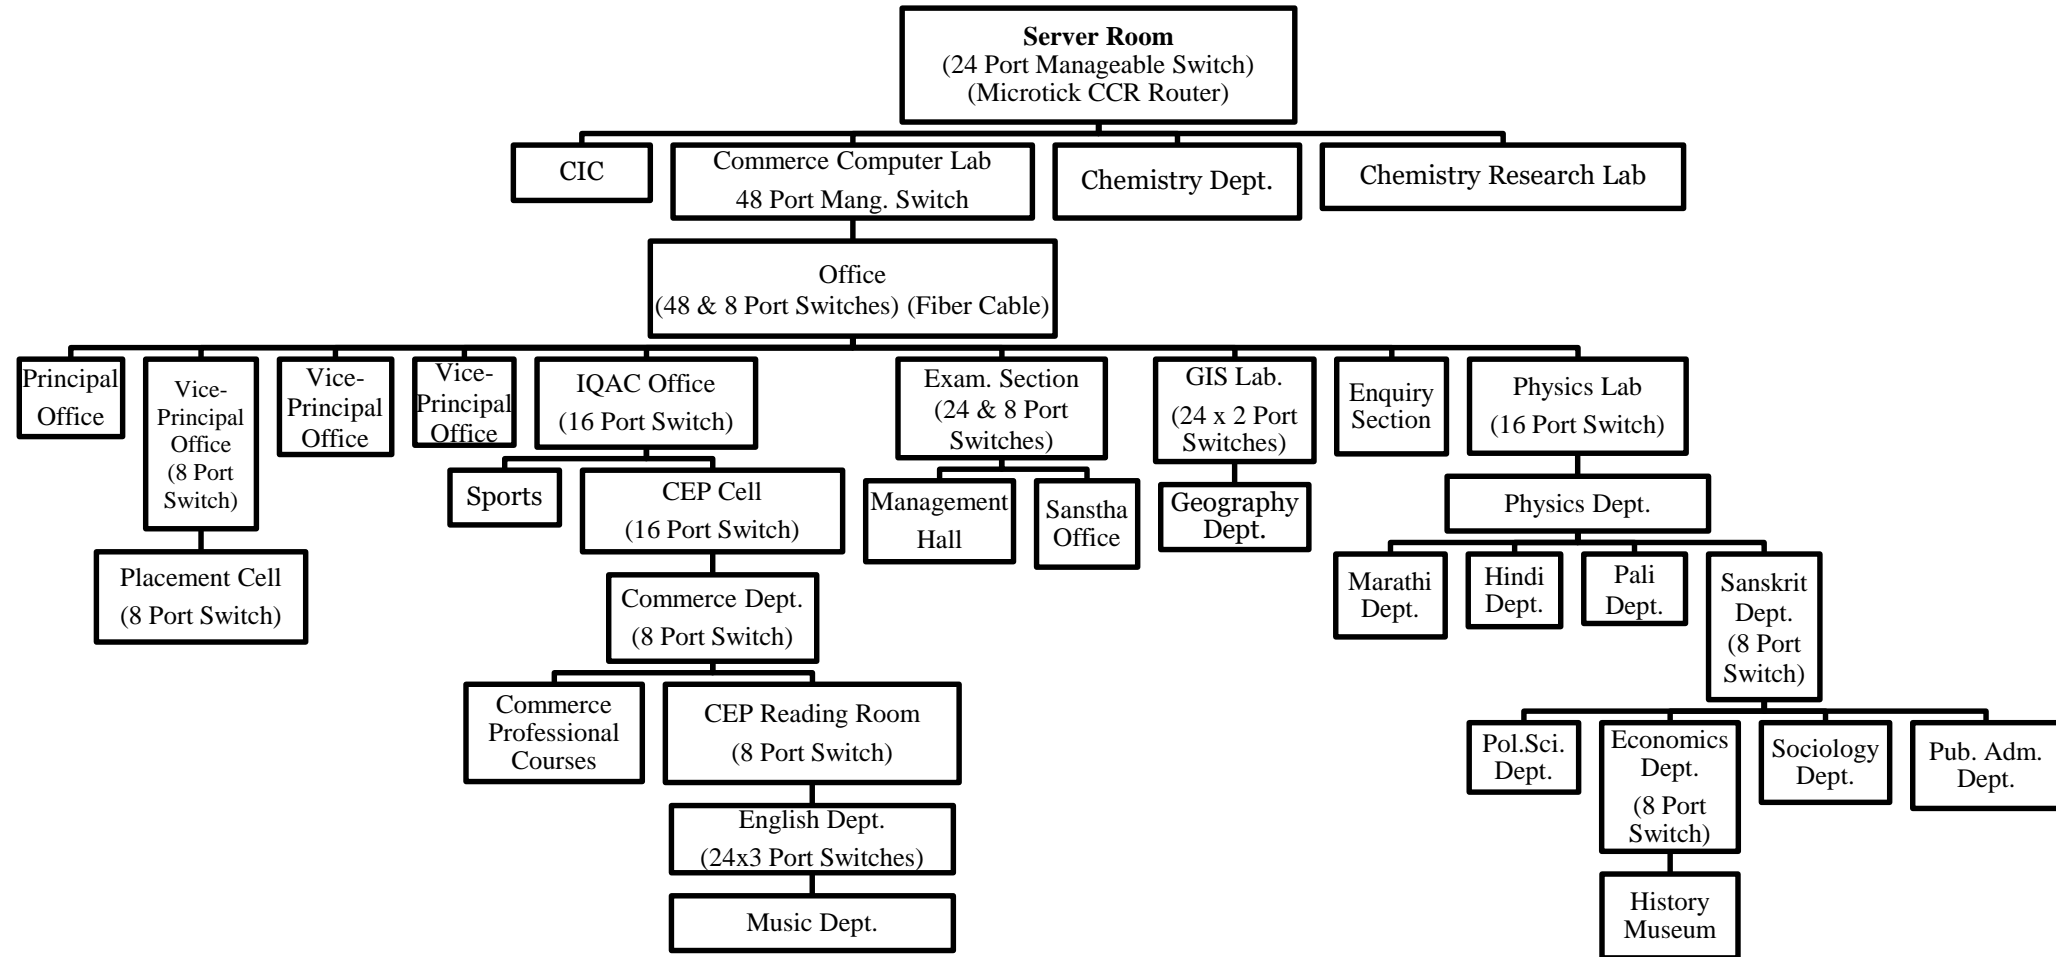 Server Room
(24 Port Manageable Switch)
(Microtick CCR Router)
CIC
Commerce Computer Lab
48 Port Mang. Switch
Chemistry Dept.
Chemistry Research Lab
Office
(48 & 8 Port Switches) (Fiber Cable)
Principal
Office
Vice-
Principal
Office
(8 Port
Switch)
Vice-
Principal
Office
Vice-
Principal
Office
IQAC Office
(16 Port Switch)
Exam. Section
(24 & 8 Port
Switches)
GIS Lab.
(24 x 2 Port
Switches)
Enquiry
Section
Physics Lab
(16 Port Switch)
Placement Cell
(8 Port Switch)
Sports
CEP Cell
(16 Port Switch)
Management
Hall
Sanstha
Office
Geography
Dept.
Physics Dept.
Commerce Dept.
(8 Port Switch)
Marathi
Dept.
Hindi
Dept.
Pali
Dept.
Sanskrit
Dept.
(8 Port
Switch)
Commerce
Professional
Courses
CEP Reading Room
(8 Port Switch)
Pol.Sci.
Dept.
Economics
Dept.
(8 Port
Switch)
Sociology
Dept.
Pub. Adm.
Dept.
English Dept.
(24x3 Port Switches)
Music Dept.
History
Museum